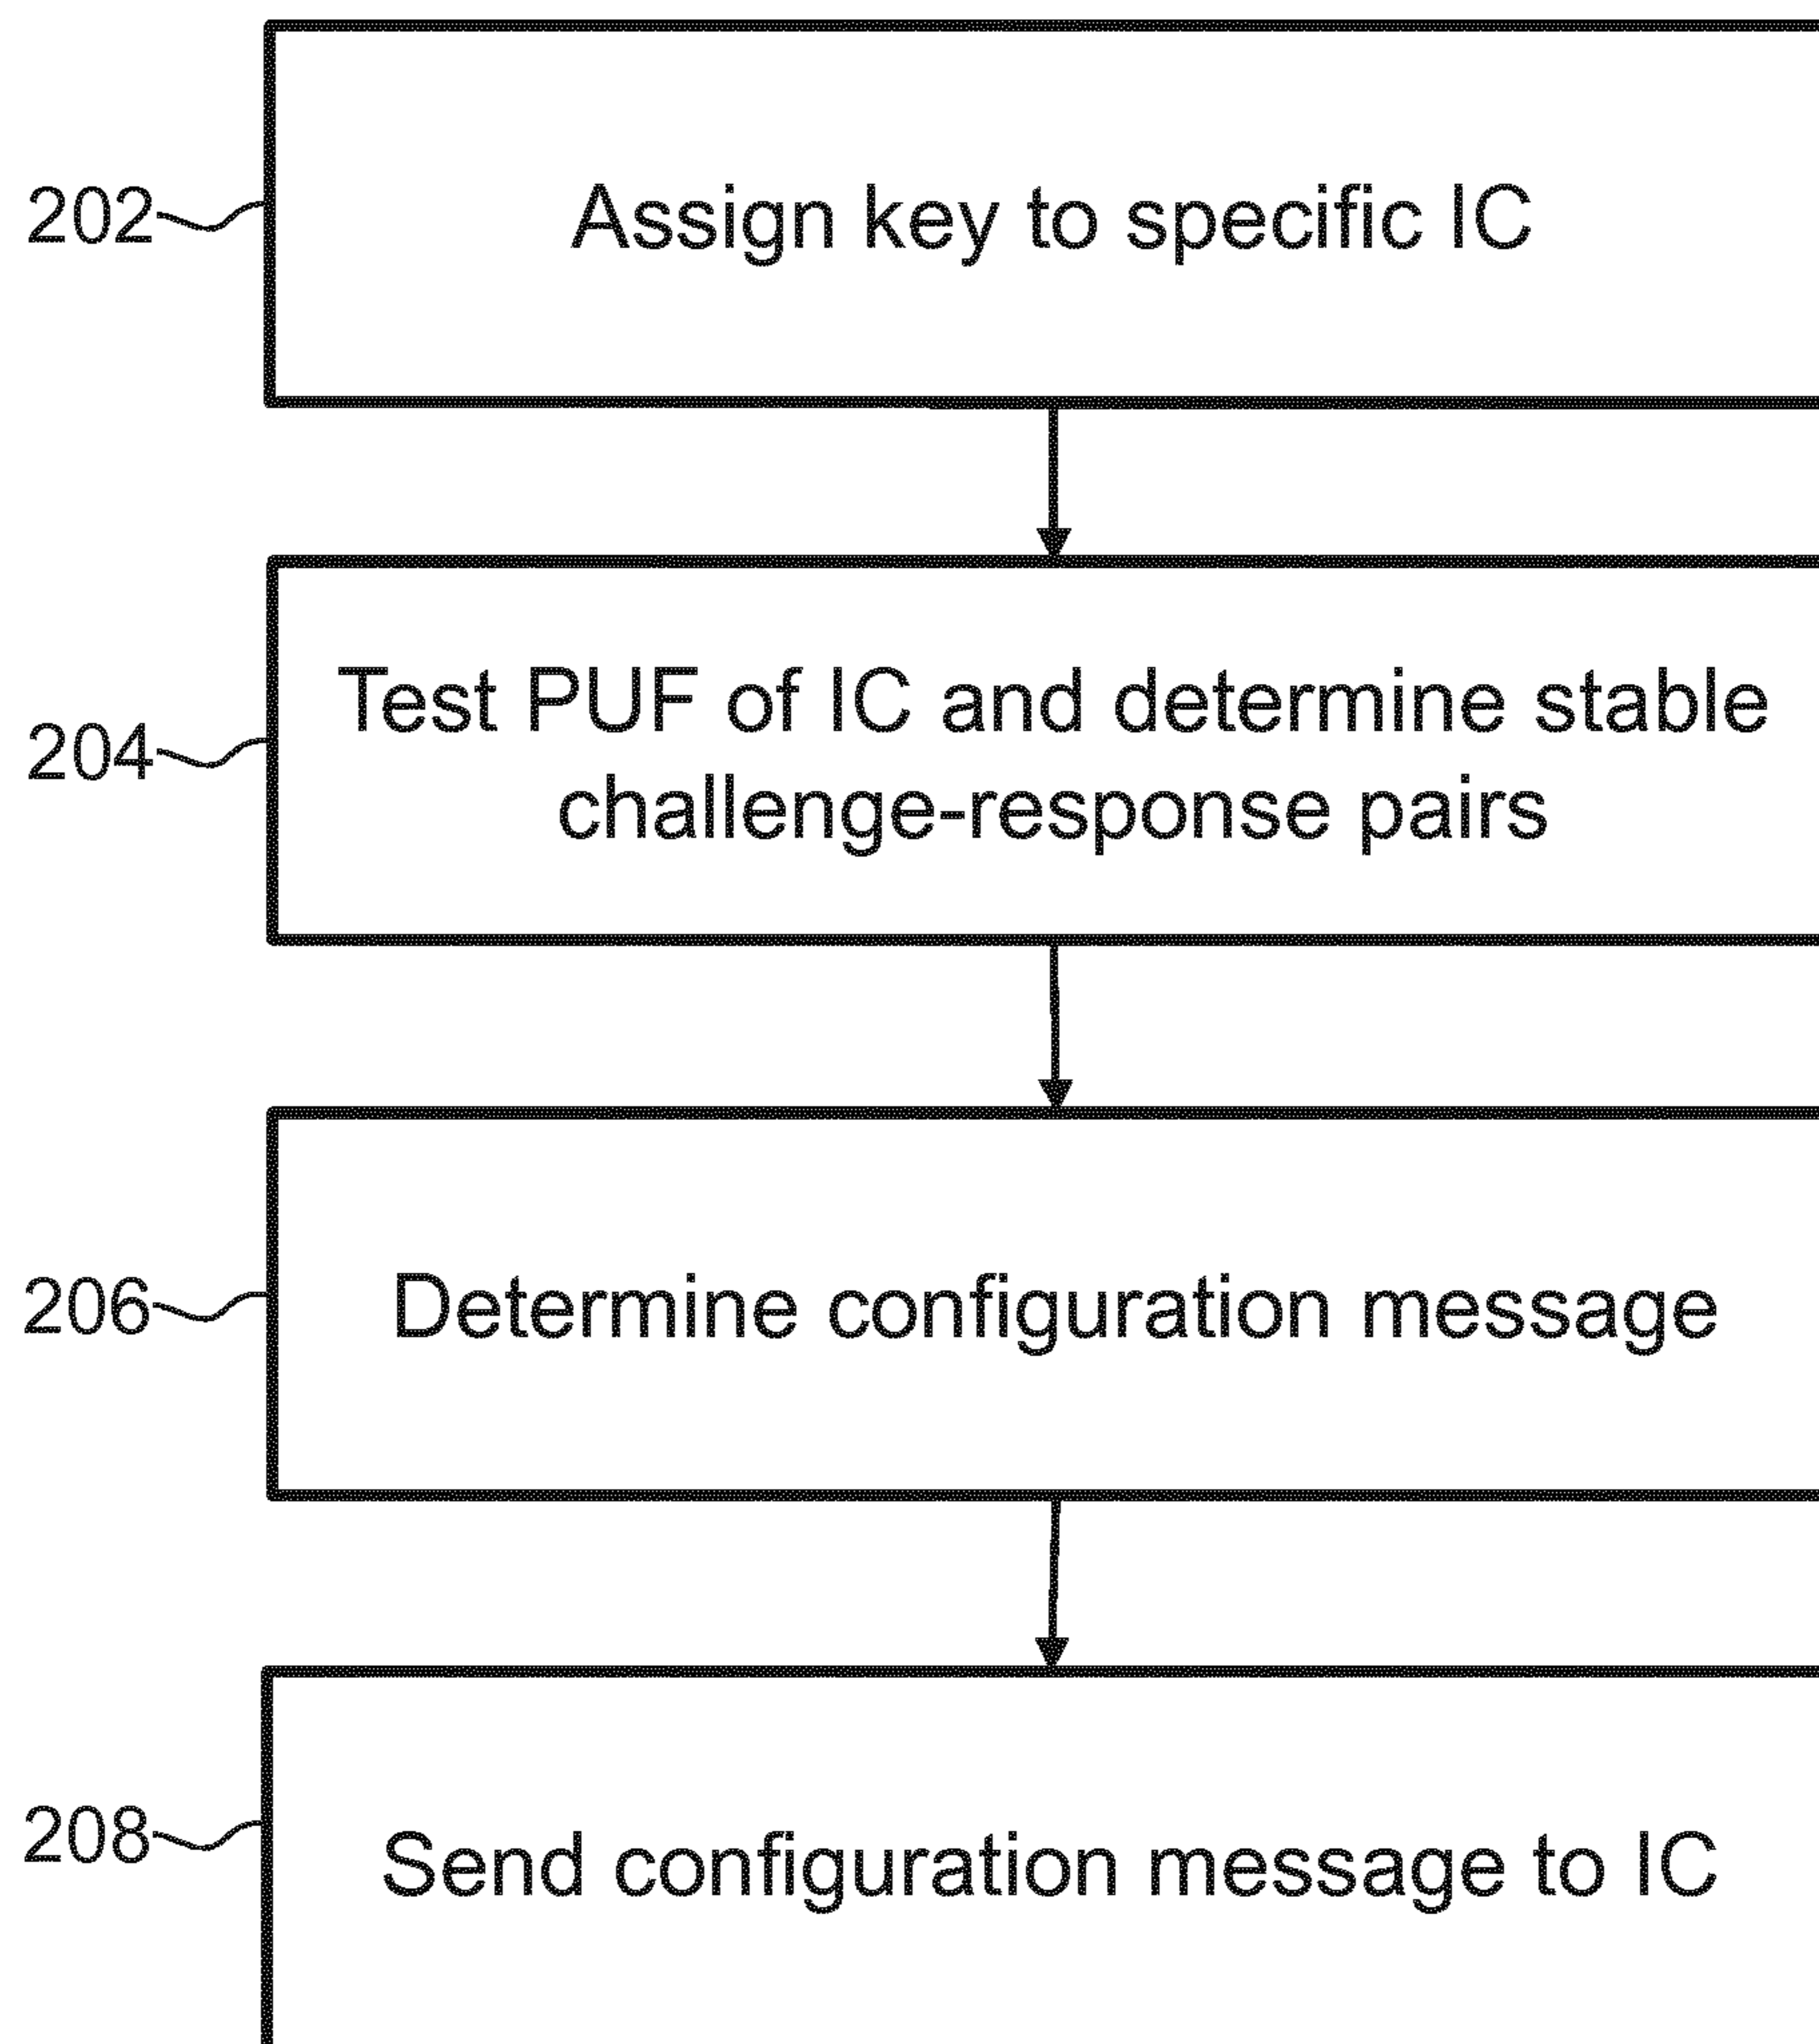 202
Assign key to specific IC
204
Test PUF of IC and determine stable
challenge-response pairs
206
Determine configuration message
208
Send configuration message to IC